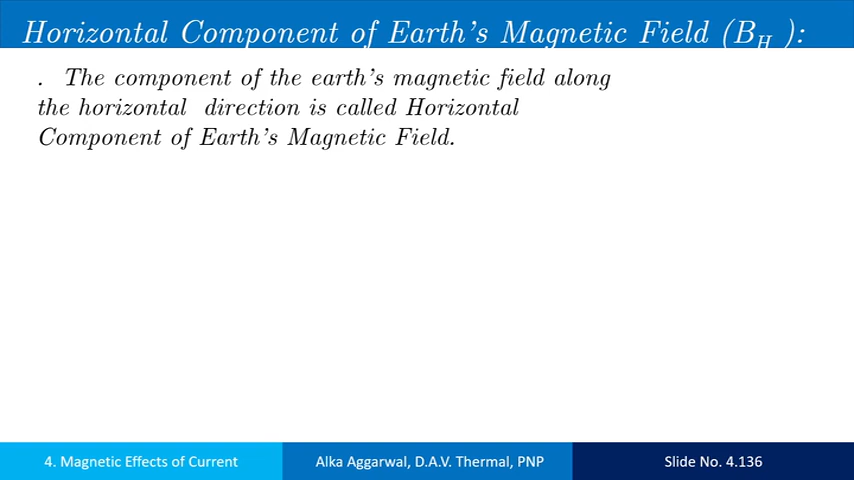 Horizontal Component of Earth's Magnetic Field (B_H ):
. The component of the earth's magnetic field along
the horizontal direction is called Horizontal
Component of Earth's Magnetic Field.
4. Magnetic Effects of Current
Alka Aggarwal, D.A.V. Thermal, PNP
Slide No. 4.136